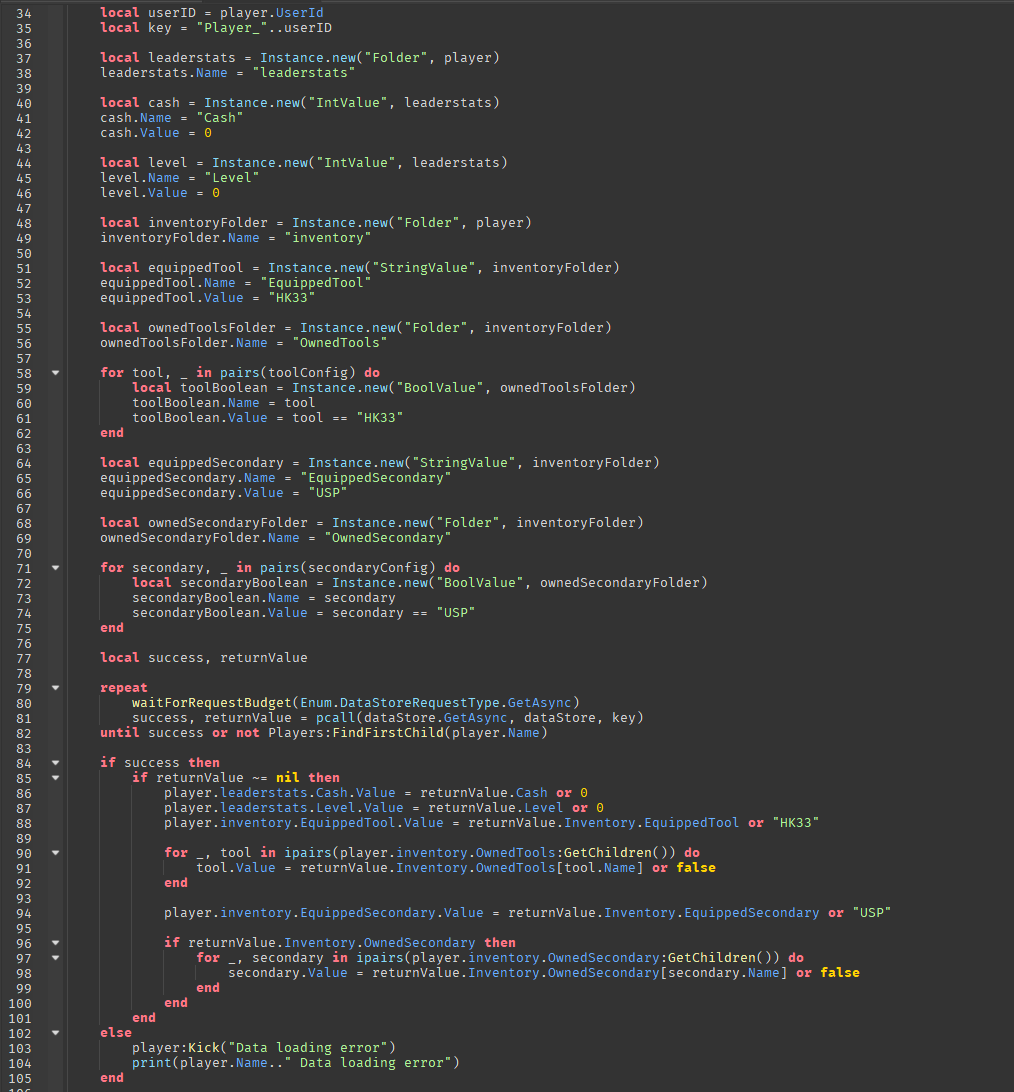 34 local userID = player.UserId
35 local key = "Player_"..userID
36
37 local leaderstats = Instance.new("Folder", player)
38 leaderstats.Name = "leaderstats"
39
40 local cash = Instance.new("IntValue", leaderstats)
41 cash.Name = "Cash"
42 cash.Value = 0
43
44 local level = Instance.new("IntValue", leaderstats)
45 level.Name = "Level"
46 level.Value = 0
47
48 local inventoryFolder = Instance.new("Folder", player)
49 inventoryFolder.Name = "inventory"
50
51 local equippedTool = Instance.new("StringValue", inventoryFolder)
52 equippedTool.Name = "EquippedTool"
53 equippedTool.Value = "HK33"
54
55 local ownedToolsFolder = Instance.new("Folder", inventoryFolder)
56 ownedToolsFolder.Name = "OwnedTools"
57
58 for tool, _ in pairs(toolConfig) do
59 local toolBoolean = Instance.new("BoolValue", ownedToolsFolder)
60 toolBoolean.Name = tool
61 toolBoolean.Value = tool == "HK33"
62 end
63
64 local equippedSecondary = Instance.new("StringValue", inventoryFolder)
65 equippedSecondary.Name = "EquippedSecondary"
66 equippedSecondary.Value = "USP"
67
68 local ownedSecondaryFolder = Instance.new("Folder", inventoryFolder)
69 ownedSecondaryFolder.Name = "OwnedSecondary"
70
71 for secondary, _ in pairs(secondaryConfig) do
72 local secondaryBoolean = Instance.new("BoolValue", ownedSecondaryFolder)
73 secondaryBoolean.Name = secondary
74 secondaryBoolean.Value = secondary == "USP"
75 end
76
77 local success, returnValue
78
79 repeat
80 waitForRequestBudget(Enum.DataStoreRequestType.GetAsync)
81 success, returnValue = pcall(dataStore.GetAsync, dataStore, key)
82 until success or not Players:FindFirstChild(player.Name)
83
84 if success then
85 if returnValue ~= nil then
86 player.leaderstats.Cash.Value = returnValue.Cash or 0
87 player.leaderstats.Level.Value = returnValue.Level or 0
88 player.inventory.EquippedTool.Value = returnValue.Inventory.EquippedTool or "HK33"
89
90 for _, tool in ipairs(player.inventory.OwnedTools:GetChildren()) do
91 tool.Value = returnValue.Inventory.OwnedTools[tool.Name] or false
92 end
93
94 player.inventory.EquippedSecondary.Value = returnValue.Inventory.EquippedSecondary or "USP"
95
96 if returnValue.Inventory.OwnedSecondary then
97 for _, secondary in ipairs(player.inventory.OwnedSecondary:GetChildren()) do
98 secondary.Value = returnValue.Inventory.OwnedSecondary[secondary.Name] or false
99 end
100 end
101 end
102 else
103 player:Kick("Data loading error")
104 print(player.Name.." Data loading error")
105 end